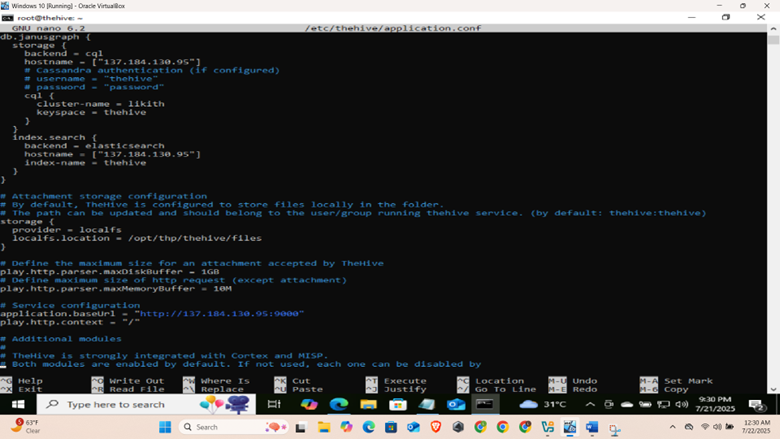 Windows 10 [Running] - Oracle VirtualBox
root@thehive: ~
GNU nano 6.2 /etc/thehive/application.conf
db.janusgraph {
storage {
backend = cql
hostname = ["137.184.130.95"]
# Cassandra authentication (if configured)
# username = "thehive"
# password = "password"
cql {
cluster-name = likith
keyspace = thehive
}
}
index.search {
backend = elasticsearch
hostname = ["137.184.130.95"]
index-name = thehive
}
}
# Attachment storage configuration
# By default, TheHive is configured to store files locally in the folder.
# The path can be updated and should belong to the user/group running thehive service. (by default: thehive:thehive)
storage {
provider = localfs
localfs.location = /opt/thp/thehive/files
}
# Define the maximum size for an attachment accepted by TheHive
play.http.parser.maxDiskBuffer = 1GB
# Define maximum size of http request (except attachment)
play.http.parser.maxMemoryBuffer = 10M
# Service configuration
application.baseUrl = "http://137.184.130.95:9000"
play.http.context = "/"
# Additional modules
#
# TheHive is strongly integrated with Cortex and MISP.
# Both modules are enabled by default. If not used, each one can be disabled by
^G Help ^O Write Out ^W Where Is ^K Cut ^T Execute ^C Location M-U Undo M-A Set Mark
^X Exit ^R Read File ^\ Replace ^U Paste ^J Justify ^/ Go To Line M-E Redo M-6 Copy
Type here to search 31°C 9:30 PM
7/21/2025
63°F
Clear
Search
12:30 AM
7/22/2025